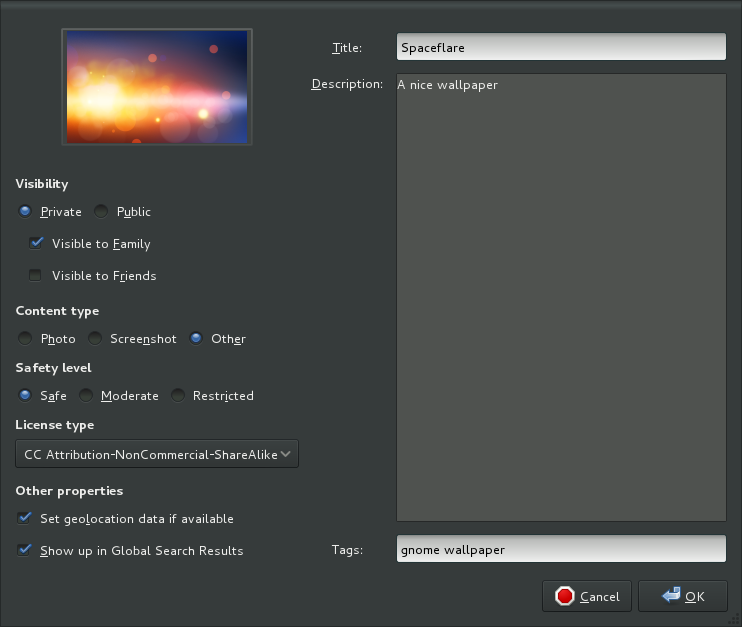 Title:
Spaceflare
Description:
A nice wallpaper
Visibility
Private
Public
Visible to Family
Visible to Friends
Content type
Photo
Screenshot
Other
Safety level
Safe
Moderate
Restricted
License type
CC Attribution-NonCommercial-ShareAlike
Other properties
Set geolocation data if available
Show up in Global Search Results
Tags:
gnome wallpaper
Cancel
OK